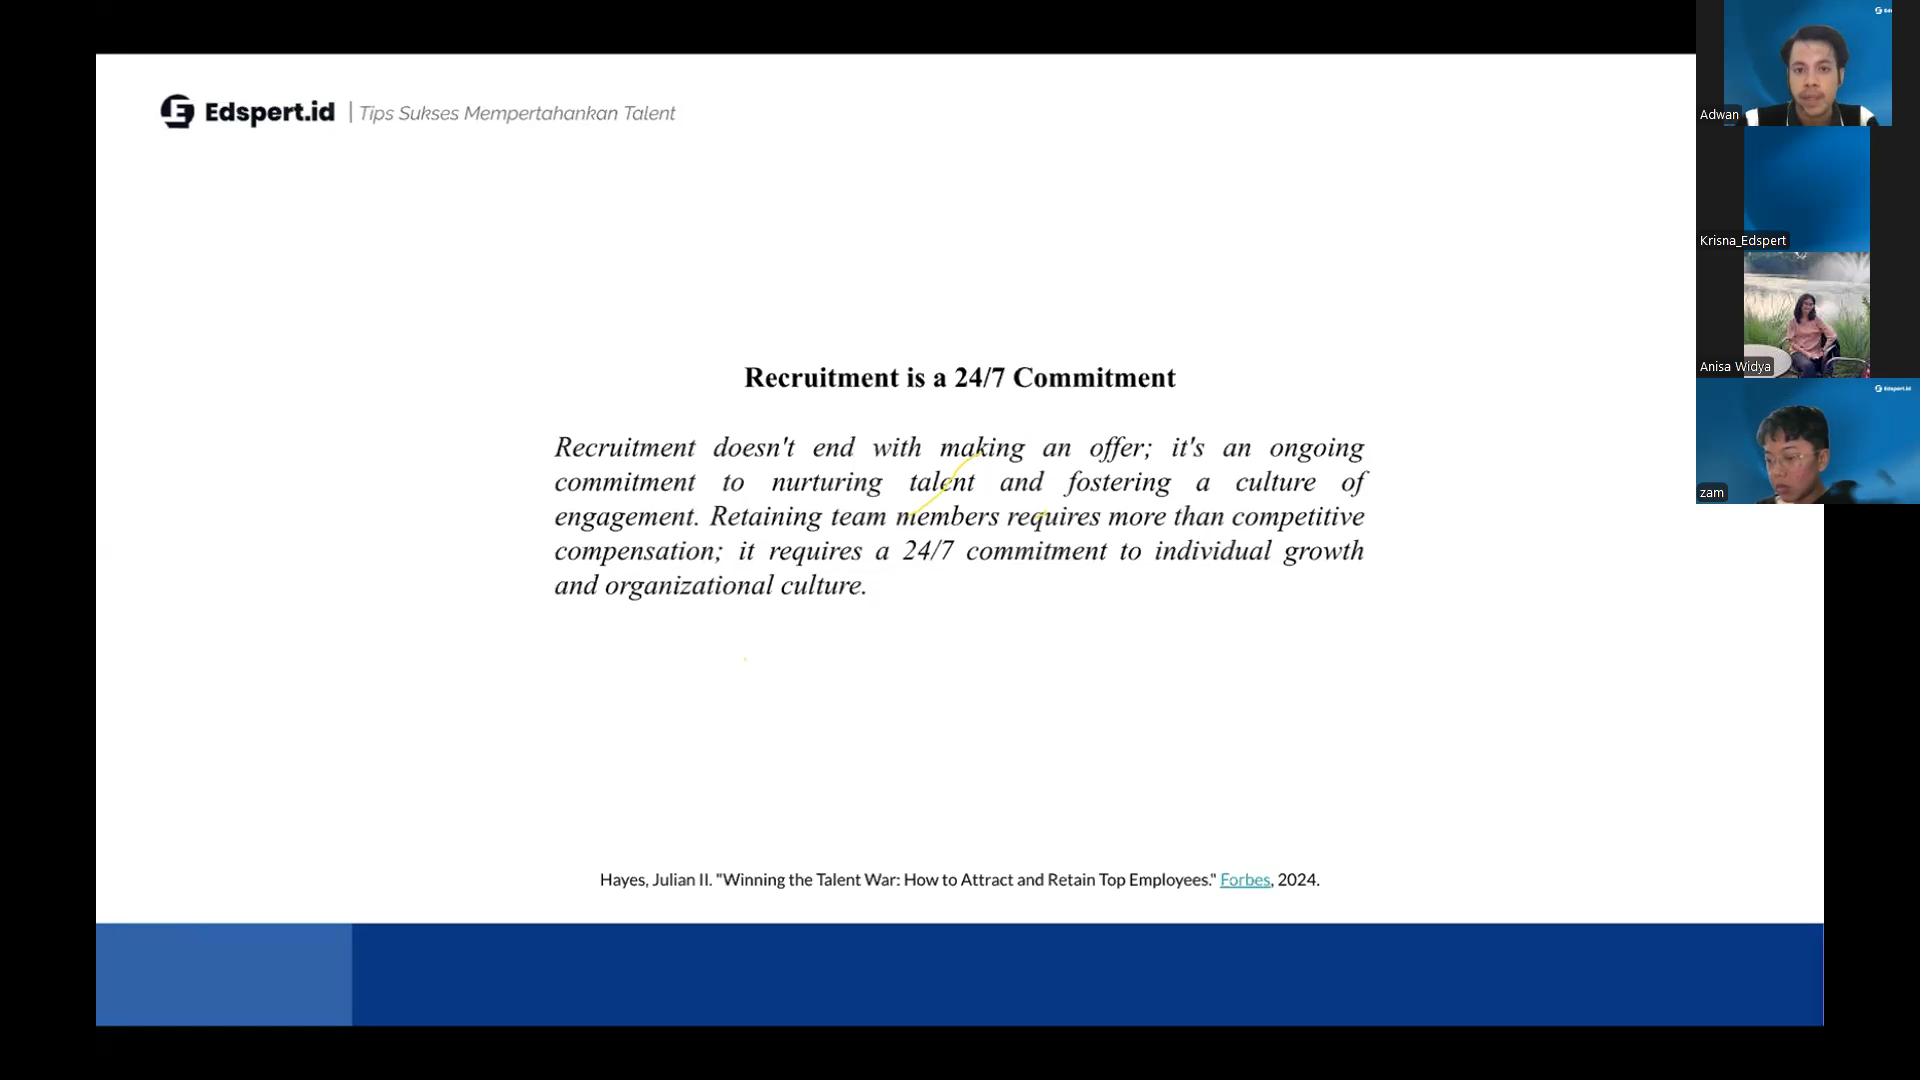 Edspert.id | Tips Sukses Mempertahankan Talent
Recruitment is a 24/7 Commitment
Recruitment doesn't end with making an offer; it's an ongoing
commitment to nurturing talent and fostering a culture of
engagement. Retaining team members requires more than competitive
compensation; it requires a 24/7 commitment to individual growth
and organizational culture.
Hayes, Julian II. "Winning the Talent War: How to Attract and Retain Top Employees." Forbes, 2024.
Adwan
Krisna_Edspert
Anisa Widya
Edspert.id
zam